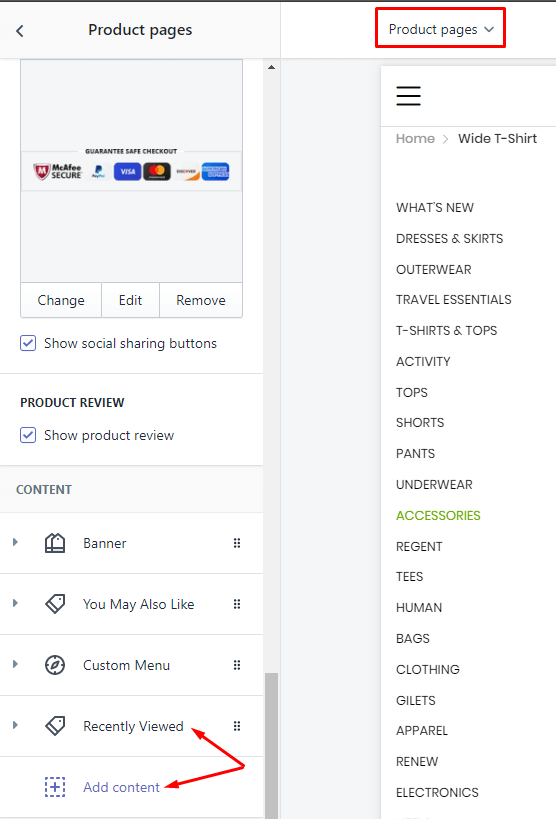 Product pages
Product pages
GUARANTEE SAFE CHECKOUT
McAfee
SECURE
PayPal
VISA
mastercard
DISCOVER
Change
Edit
Remove
Show social sharing buttons
PRODUCT REVIEW
Show product review
CONTENT
Banner
You May Also Like
Custom Menu
Recently Viewed
Add content
Home
Wide T-Shirt
WHAT'S NEW
DRESSES & SKIRTS
OUTERWEAR
TRAVEL ESSENTIALS
T-SHIRTS & TOPS
ACTIVITY
TOPS
SHORTS
PANTS
UNDERWEAR
ACCESSORIES
REGENT
TEES
HUMAN
BAGS
CLOTHING
GILETS
APPAREL
RENEW
ELECTRONICS